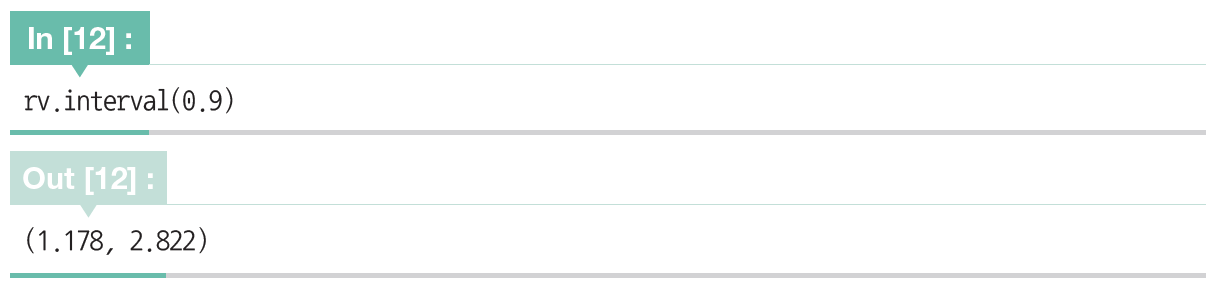 In [12] :
rv.interval(0.9)
Out [12] :
(1.178, 2.822)